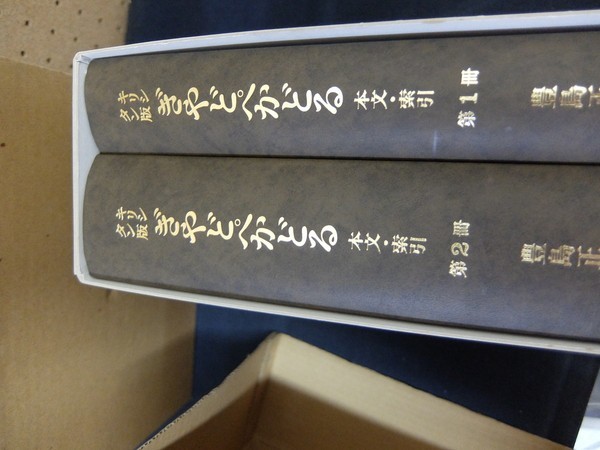 キリシタン版
ぎやどぺかどる
本文・索引
第1冊
豊島正
キリシタン版
ぎやどぺかどる
本文・索引
第2冊
豊島正